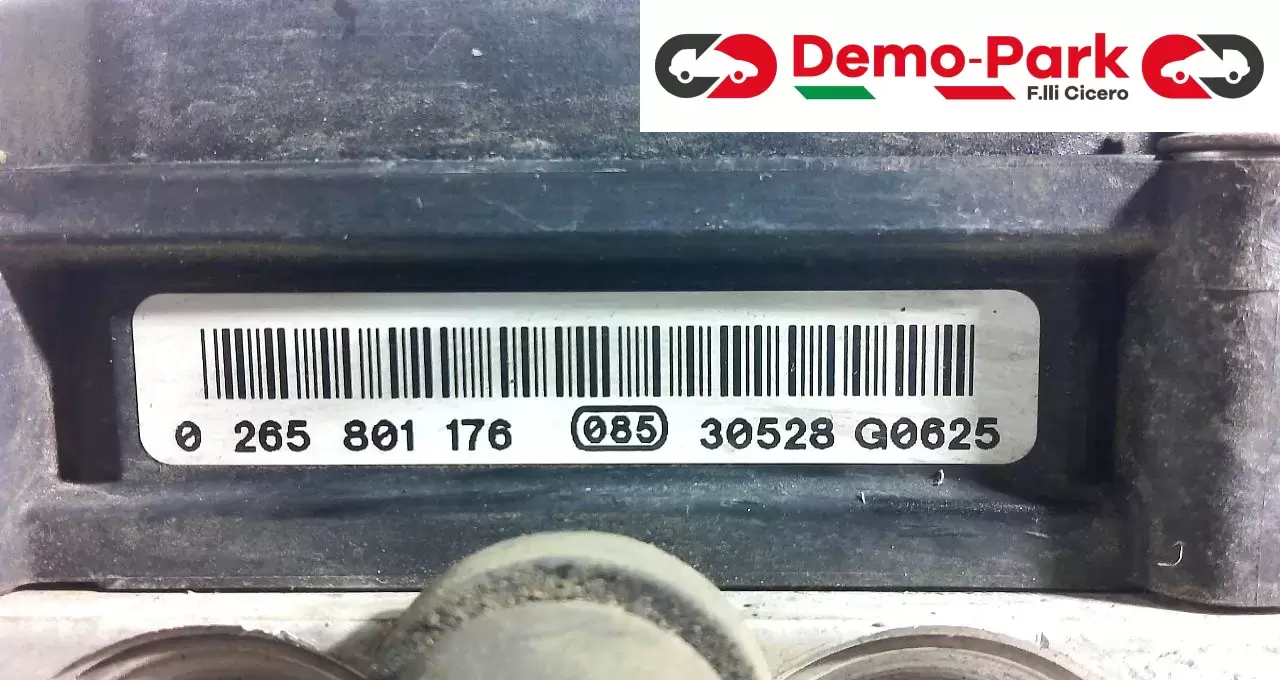 Demo-Park
F.lli Cicero
0 265 801 176 085 30528 G0625